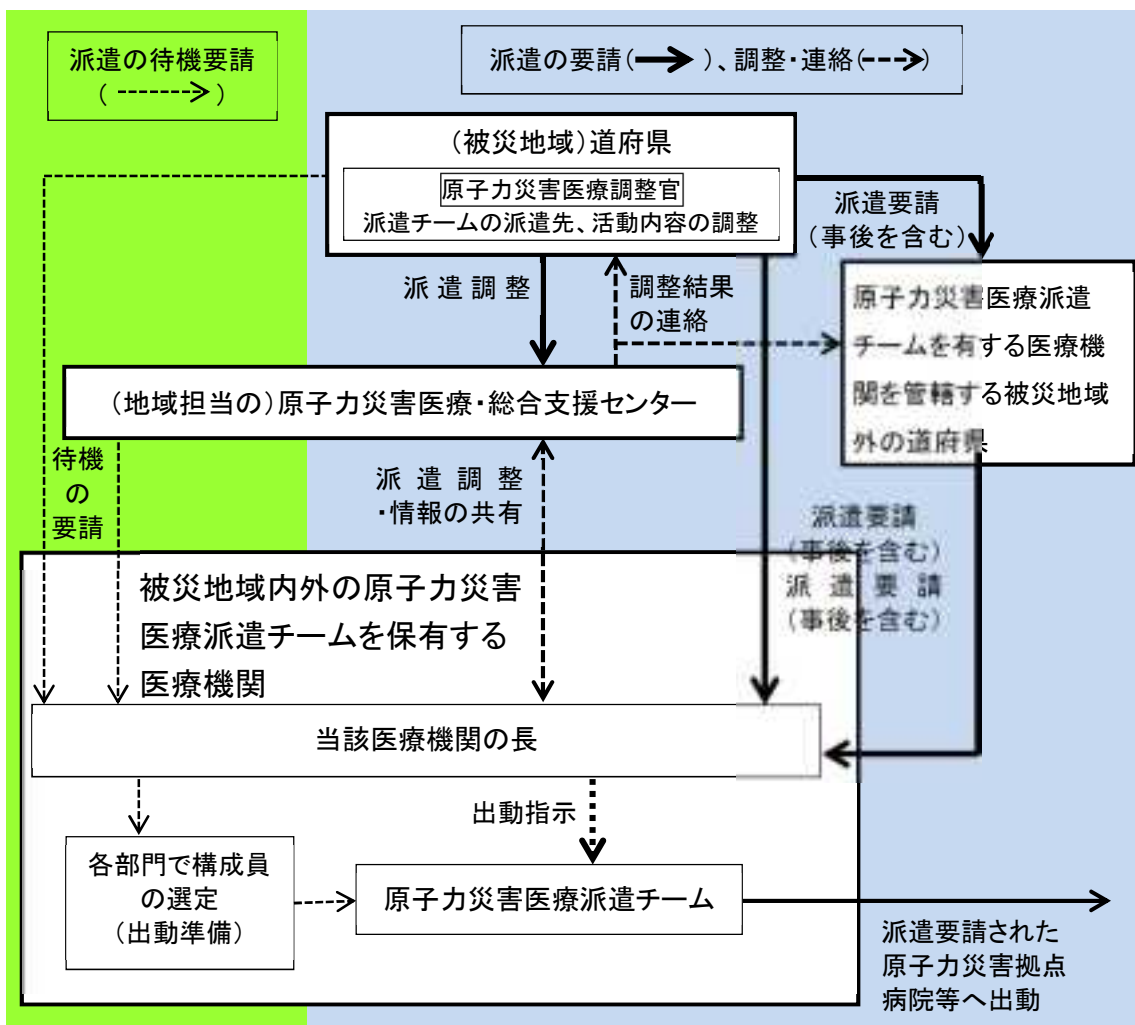 派遣の待機要請
( -------> )
派遣の要請(→)、調整・連絡(--->)
(被災地域)道府県
原子力災害医療調整官
派遣チームの派遣先、活動内容の調整
派遣要請
(事後を含む)
派遣調整
調整結果
の連絡
原子力災害医療派遣
チームを有する医療機
関を管轄する被災地域
外の道府県
(地域担当の)原子力災害医療・総合支援センター
待機
の
要請
派遣調整
・情報の共有
派遣要請
(事後を含む)
派遣要請
(事後を含む)
被災地域内外の原子力災害
医療派遣チームを保有する
医療機関
当該医療機関の長
出動指示
各部門で構成員
の選定
(出動準備)
原子力災害医療派遣チーム
派遣要請された
原子力災害拠点
病院等へ出動